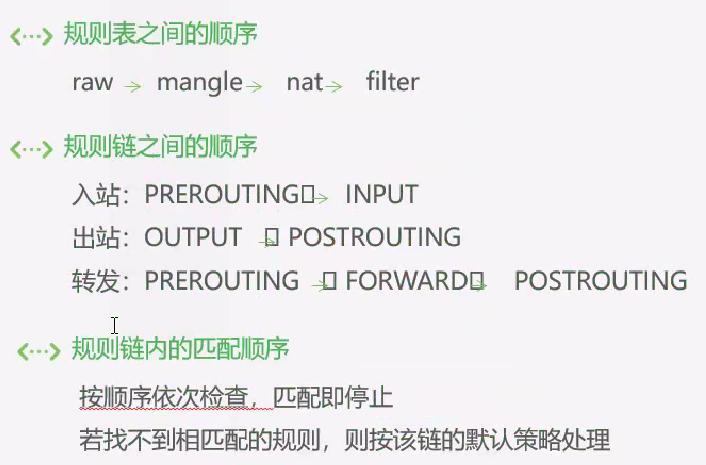 规则表之间的顺序
raw → mangle → nat → filter
规则链之间的顺序
入站：PREROUTING → INPUT
出站：OUTPUT → POSTROUTING
转发：PREROUTING → FORWARD → POSTROUTING
规则链内的匹配顺序
按顺序依次检查，匹配即停止
若找不到相匹配的规则，则按该链的默认策略处理